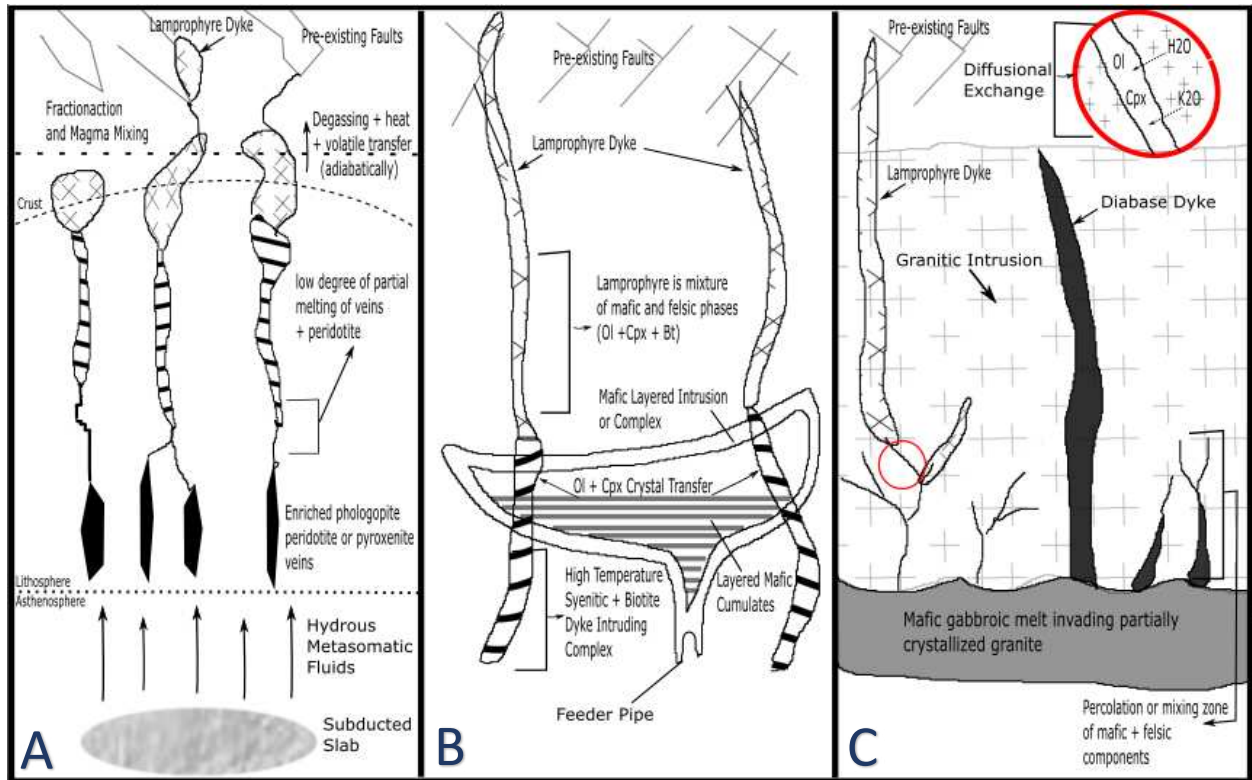 Lamprophyre Dyke
Pre-existing Faults
Fractionaction
and Magma Mixing
Degassing + heat
+ volatile transfer
(adiabatically)
Crust
low degree of partial
melting of veins
+ peridotite
Enriched phlogopite
peridotite or pyroxenite
veins
Lithosphere
Asthenosphere
Hydrous
Metasomatic
Fluids
Subducted
Slab
A
Pre-existing Faults
Lamprophyre Dyke
Lamprophyre is mixture
of mafic and felsic phases
(Ol +Cpx + Bt)
Mafic Layered Intrusion
or Complex
Ol + Cpx Crystal Transfer
High Temperature
Syenitic + Biotite
Dyke Intruding
Complex
Layered Mafic
Cumulates
Feeder Pipe
B
Pre-existing Faults
Diffusional
Exchange
Ol
H2O
Cpx
K2O
Lamprophyre Dyke
Diabase Dyke
Granitic Intrusion
Mafic gabbroic melt invading partially
crystallized granite
Percolation or mixing zone
of mafic + felsic
components
C